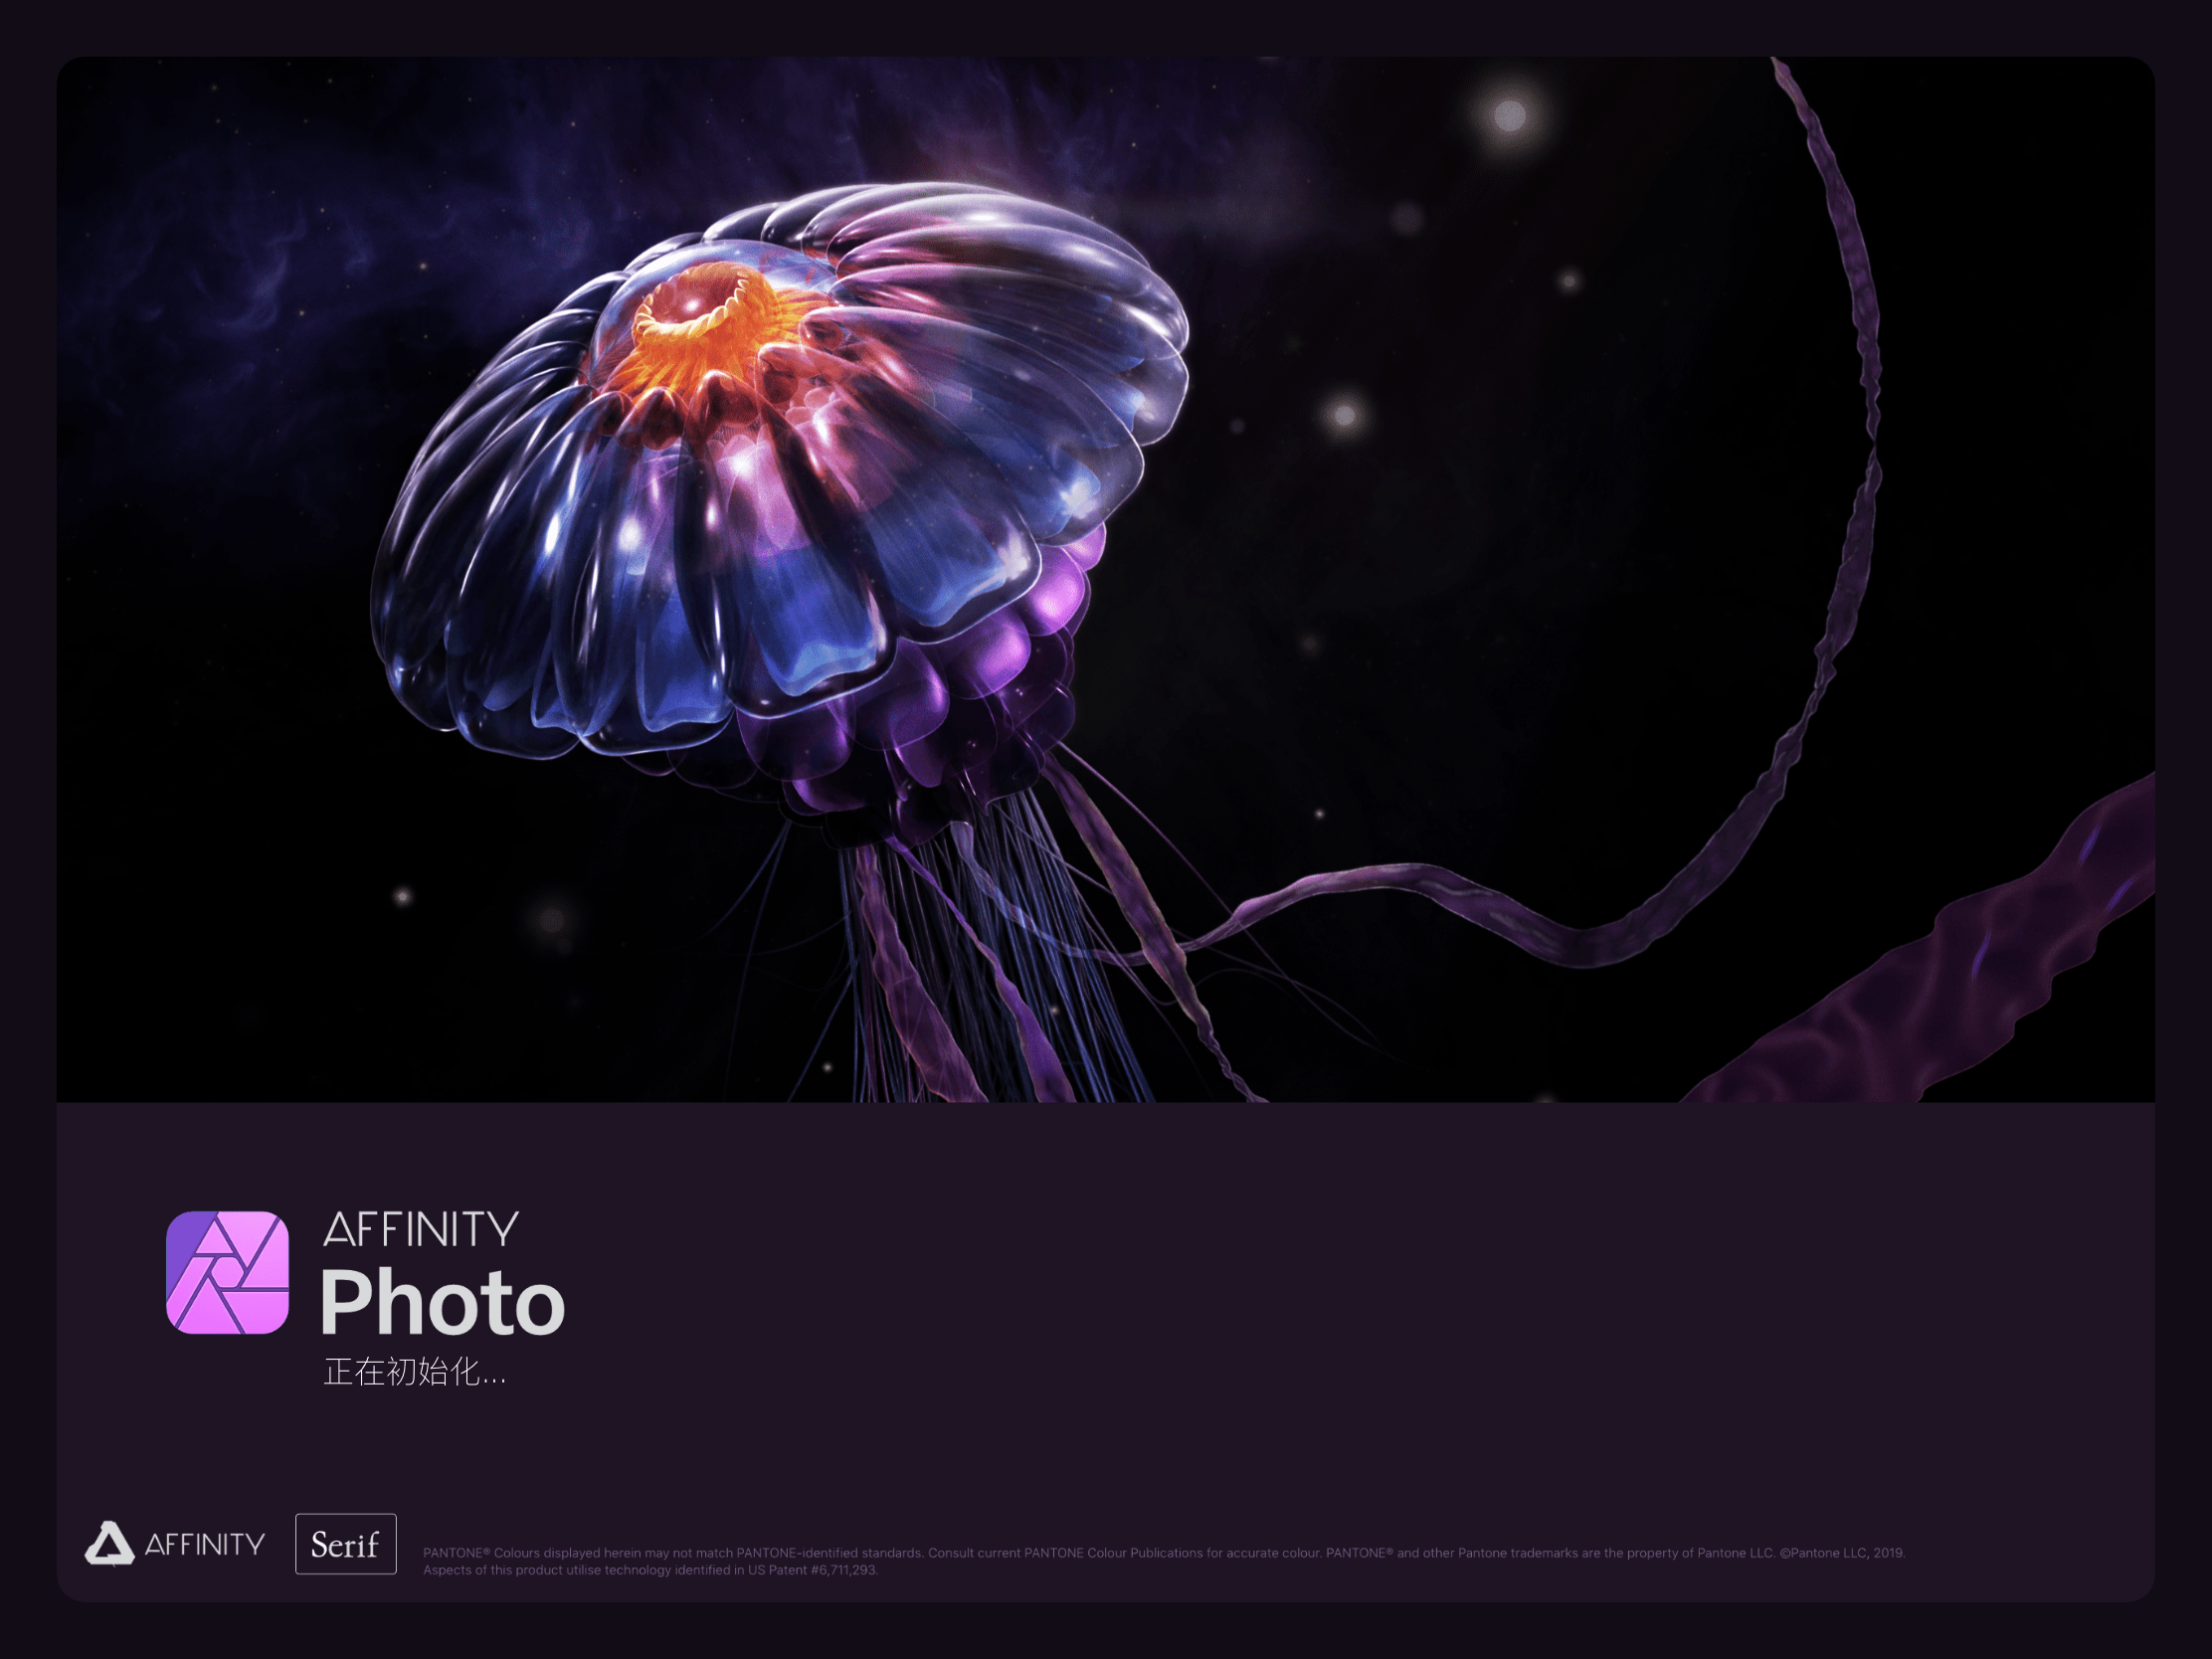 AFFINITY
Photo
正在初始化...
AFFINITY
Serif
PANTONE® Colours displayed herein may not match PANTONE-identified standards. Consult current PANTONE Colour Publications for accurate colour. PANTONE® and other Pantone trademarks are the property of Pantone LLC. ©Pantone LLC, 2019.
Aspects of this product utilise technology identified in US Patent #6,711,293.